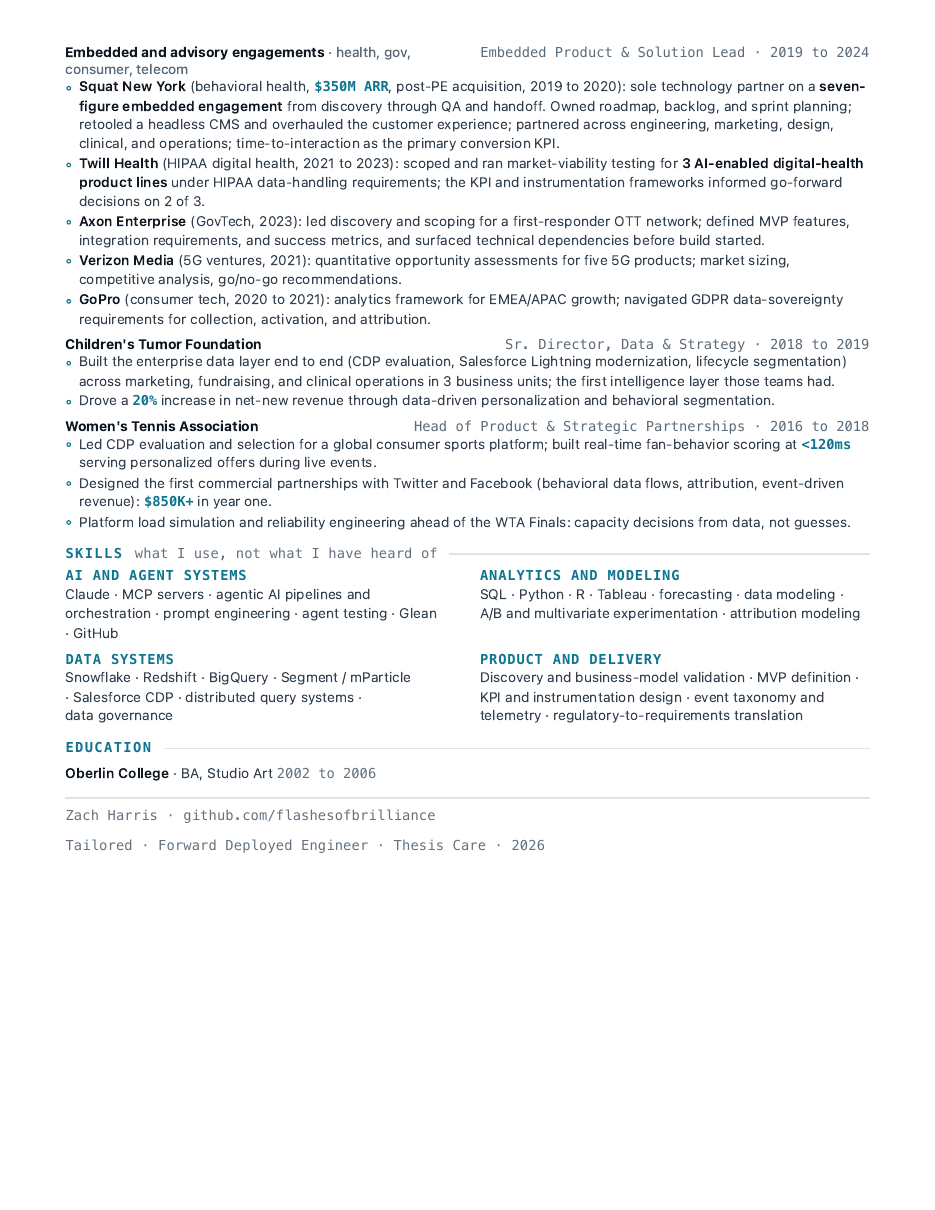 Embedded and advisory engagements · health, gov, consumer, telecom
Embedded Product & Solution Lead · 2019 to 2024
Squat New York (behavioral health, $350M ARR, post-PE acquisition, 2019 to 2020): sole technology partner on a seven-
figure embedded engagement from discovery through QA and handoff. Owned roadmap, backlog, and sprint planning;
retooled a headless CMS and overhauled the customer experience; partnered across engineering, marketing, design,
clinical, and operations; time-to-interaction as the primary conversion KPI.
Twill Health (HIPAA digital health, 2021 to 2023): scoped and ran market-viability testing for 3 AI-enabled digital-health
product lines under HIPAA data-handling requirements; the KPI and instrumentation frameworks informed go-forward
decisions on 2 of 3.
Axon Enterprise (GovTech, 2023): led discovery and scoping for a first-responder OTT network; defined MVP features,
integration requirements, and success metrics, and surfaced technical dependencies before build started.
Verizon Media (5G ventures, 2021): quantitative opportunity assessments for five 5G products; market sizing,
competitive analysis, go/no-go recommendations.
GoPro (consumer tech, 2020 to 2021): analytics framework for EMEA/APAC growth; navigated GDPR data-sovereignty
requirements for collection, activation, and attribution.
Children's Tumor Foundation
Sr. Director, Data & Strategy · 2018 to 2019
Built the enterprise data layer end to end (CDP evaluation, Salesforce Lightning modernization, lifecycle segmentation)
across marketing, fundraising, and clinical operations in 3 business units; the first intelligence layer those teams had.
Drove a 20% increase in net-new revenue through data-driven personalization and behavioral segmentation.
Women's Tennis Association
Head of Product & Strategic Partnerships · 2016 to 2018
Led CDP evaluation and selection for a global consumer sports platform; built real-time fan-behavior scoring at <120ms
serving personalized offers during live events.
Designed the first commercial partnerships with Twitter and Facebook (behavioral data flows, attribution, event-driven
revenue): $850K+ in year one.
Platform load simulation and reliability engineering ahead of the WTA Finals: capacity decisions from data, not guesses.
SKILLS what I use, not what I have heard of
AI AND AGENT SYSTEMS
Claude · MCP servers · agentic AI pipelines and
orchestration · prompt engineering · agent testing · Glean
· GitHub
ANALYTICS AND MODELING
SQL · Python · R · Tableau · forecasting · data modeling ·
A/B and multivariate experimentation · attribution modeling
DATA SYSTEMS
Snowflake · Redshift · BigQuery · Segment / mParticle
· Salesforce CDP · distributed query systems ·
data governance
PRODUCT AND DELIVERY
Discovery and business-model validation · MVP definition ·
KPI and instrumentation design · event taxonomy and
telemetry · regulatory-to-requirements translation
EDUCATION
Oberlin College · BA, Studio Art 2002 to 2006
Zach Harris · github.com/flashesofbrilliance
Tailored · Forward Deployed Engineer · Thesis Care · 2026